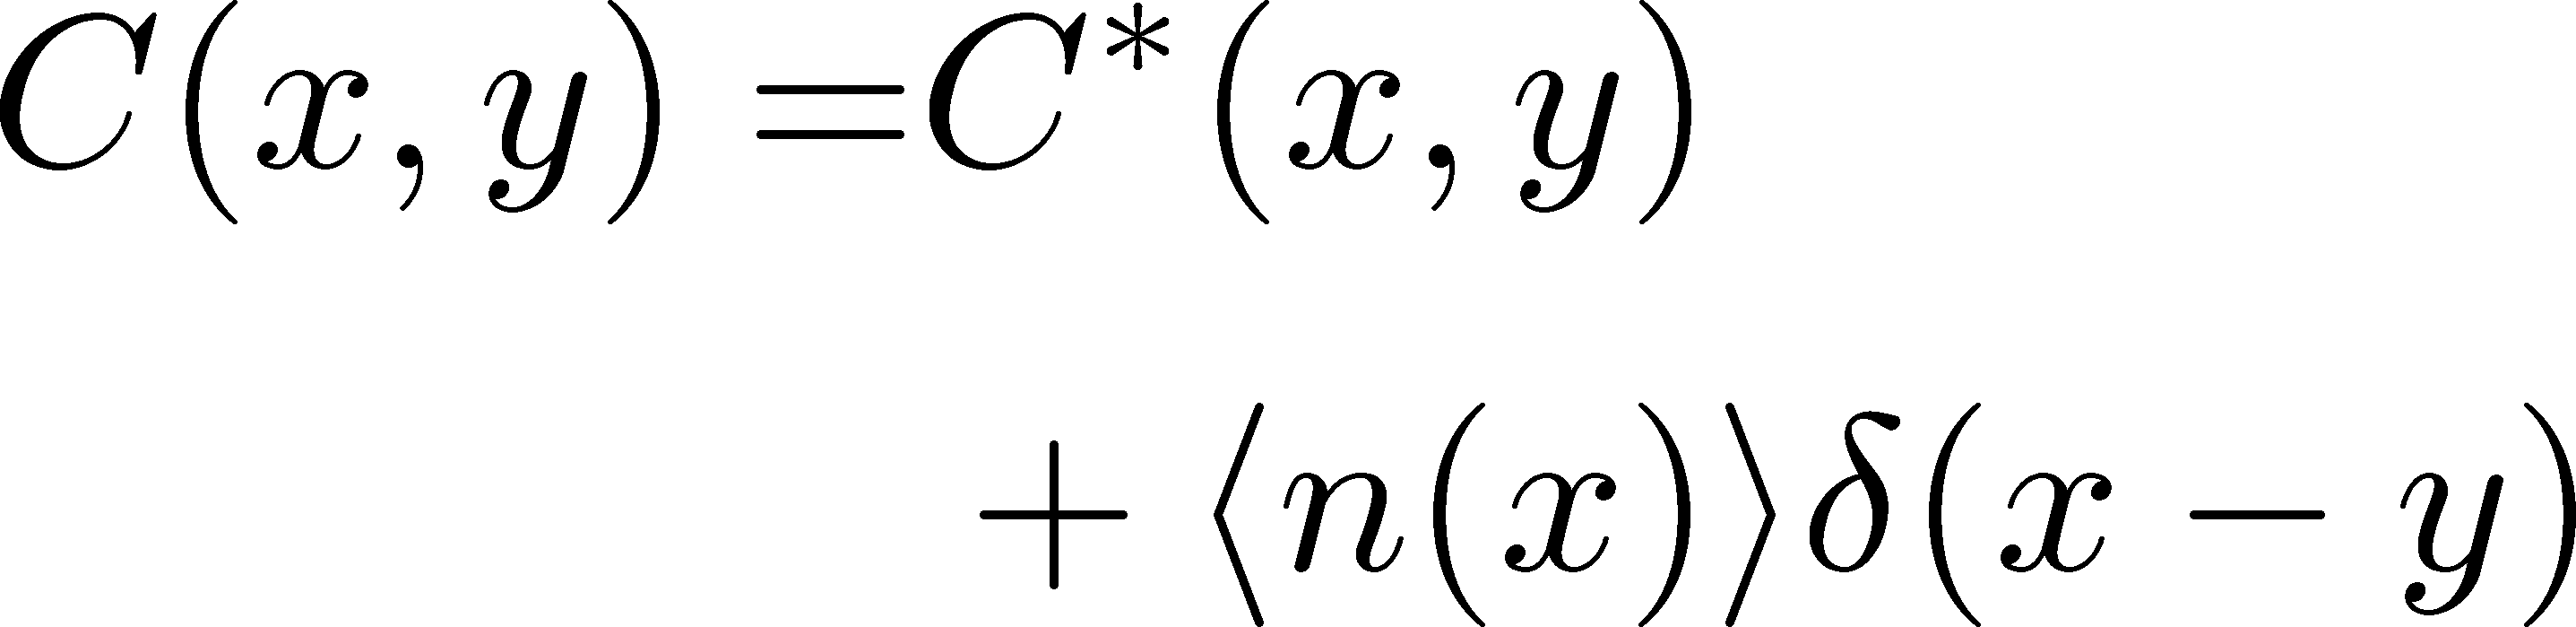 C(x, y) = C*(x, y)
+ ⟨n(x)⟩δ(x − y)